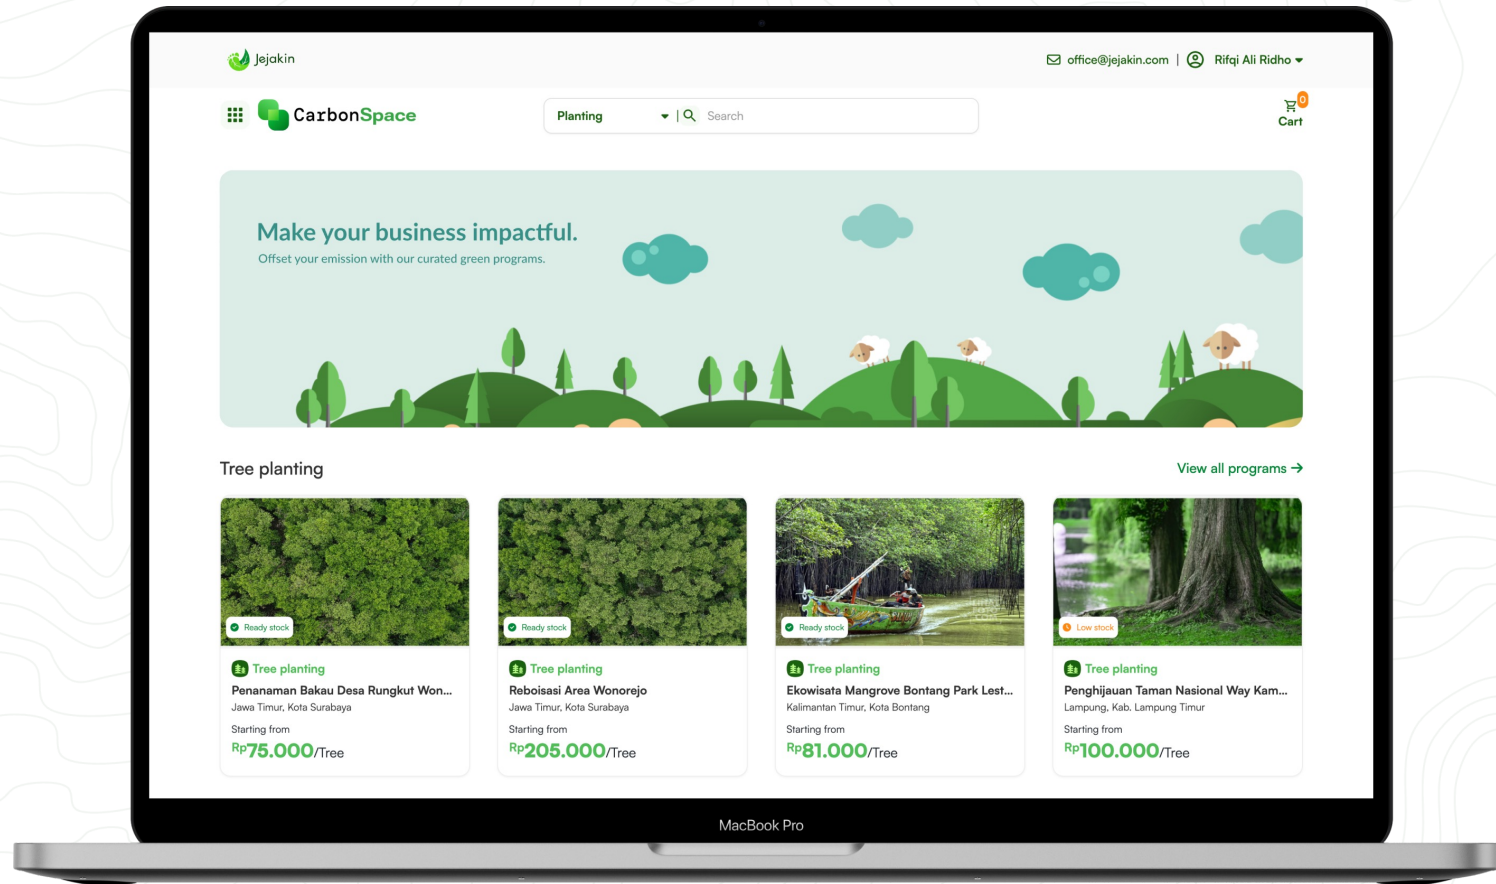 Jejakin
office@jejakin.com | Rifqi Ali Ridho
CarbonSpace
Planting | Search
0
Cart
Make your business impactful.
Offset your emission with our curated green programs.
Tree planting
View all programs →
Ready stock
Ready stock
Ready stock
Low stock
Tree planting
Penanaman Bakau Desa Rungkut Won...
Jawa Timur, Kota Surabaya
Starting from
Rp75.000/Tree
Tree planting
Reboisasi Area Wonorejo
Jawa Timur, Kota Surabaya
Starting from
Rp205.000/Tree
Tree planting
Ekowisata Mangrove Bontang Park Lest...
Kalimantan Timur, Kota Bontang
Starting from
Rp81.000/Tree
Tree planting
Penghijauan Taman Nasional Way Kam...
Lampung, Kab. Lampung Timur
Starting from
Rp100.000/Tree
MacBook Pro